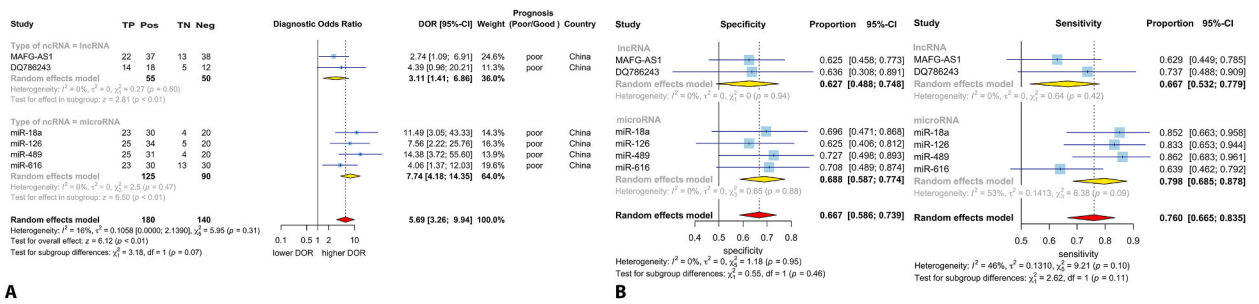 Prognosis
Study TP Pos TN Neg Diagnostic Odds Ratio DOR [95%-CI] Weight (Poor/Good) Country
Type of ncRNA = lncRNA
MAFG-AS1 22 37 13 38 2.74 [1.09; 6.91] 24.6% poor China
DQ786243 14 18 5 12 4.39 [0.96; 20.21] 11.3% poor China
Random effects model 55 50 3.11 [1.41; 6.86] 36.0%
Heterogeneity: I² = 0%, τ² = 0, χ²₁ = 0.27 (p = 0.60)
Test for effect in subgroup: z = 2.81 (p < 0.01)
Type of ncRNA = microRNA
miR-18a 23 30 4 20 11.49 [3.05; 43.33] 14.3% poor China
miR-126 25 34 5 20 7.56 [2.22; 25.76] 16.4% poor China
miR-489 25 31 4 20 14.38 [3.72; 55.60] 13.9% poor China
miR-616 23 30 13 30 4.06 [1.37; 12.03] 19.6% poor China
Random effects model 125 90 7.74 [4.18; 14.35] 64.0%
Heterogeneity: I² = 0%, τ² = 0, χ²₃ = 2.5 (p = 0.47)
Test for effect in subgroup: z = 6.50 (p < 0.01)
Random effects model 180 140 5.69 [3.26; 9.94] 100.0%
Heterogeneity: I² = 16%, τ² = 0.1058 [0.0000; 2.1390], χ²₅ = 5.95 (p = 0.31)
Test for overall effect: z = 6.12 (p < 0.01)
Test for subgroup differences: χ²₁ = 3.18, df = 1 (p = 0.07)
0.1 0.5 1 2 10
lower DOR higher DOR
A
Study Specificity Proportion 95%-CI
lncRNA
MAFG-AS1 0.625 [0.458; 0.773]
DQ786243 0.636 [0.308; 0.891]
Random effects model 0.627 [0.488; 0.748]
Heterogeneity: I² = 0%, τ² = 0, χ²₁ = 0 (p = 0.94)
microRNA
miR-18a 0.696 [0.471; 0.868]
miR-126 0.625 [0.406; 0.812]
miR-489 0.727 [0.498; 0.893]
miR-616 0.708 [0.489; 0.874]
Random effects model 0.688 [0.587; 0.774]
Heterogeneity: I² = 0%, τ² = 0, χ²₃ = 0.65 (p = 0.88)
Random effects model 0.667 [0.586; 0.739]
0.4 0.5 0.6 0.7 0.8
specificity
Heterogeneity: I² = 0%, τ² = 0, χ²₅ = 1.18 (p = 0.95)
Test for subgroup differences: χ²₁ = 0.55, df = 1 (p = 0.46)
Study Sensitivity Proportion 95%-CI
lncRNA
MAFG-AS1 0.629 [0.449; 0.785]
DQ786243 0.737 [0.488; 0.909]
Random effects model 0.667 [0.532; 0.779]
Heterogeneity: I² = 0%, τ² = 0, χ²₁ = 0.64 (p = 0.42)
microRNA
miR-18a 0.852 [0.663; 0.958]
miR-126 0.833 [0.653; 0.944]
miR-489 0.862 [0.683; 0.961]
miR-616 0.639 [0.462; 0.792]
Random effects model 0.798 [0.685; 0.878]
Heterogeneity: I² = 53%, τ² = 0.1413, χ²₃ = 6.38 (p = 0.09)
Random effects model 0.760 [0.665; 0.835]
0.5 0.6 0.7 0.8 0.9
sensitivity
Heterogeneity: I² = 46%, τ² = 0.1310, χ²₅ = 9.21 (p = 0.10)
Test for subgroup differences: χ²₁ = 2.62, df = 1 (p = 0.11)
B